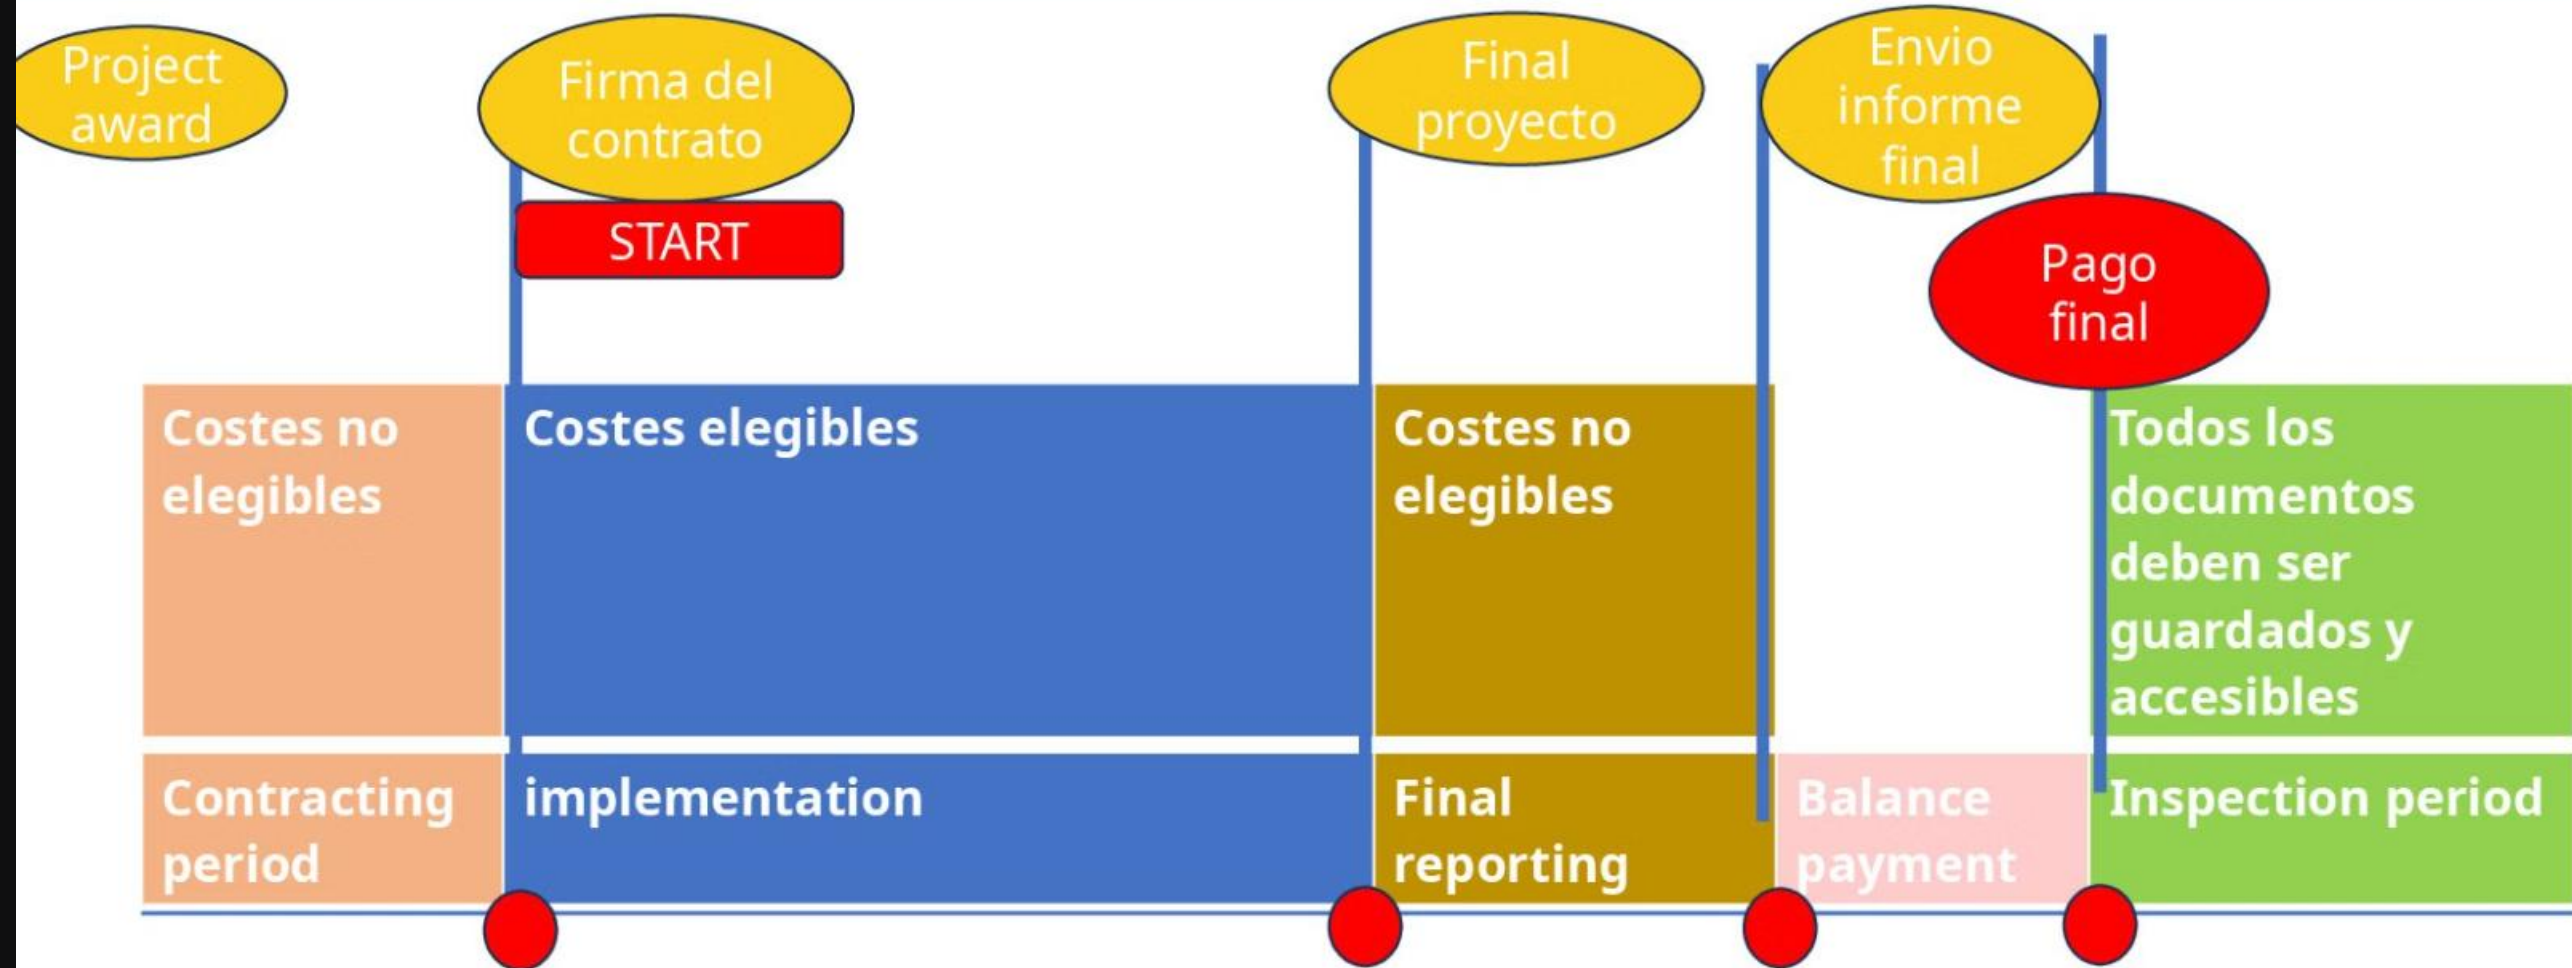 Project
award
Firma del
contrato
START
Final
proyecto
Envio
informe
final
Pago
final
Costes no
elegibles
Costes elegibles
Costes no
elegibles
Todos los
documentos
deben ser
guardados y
accesibles
Contracting
period
implementation
Final
reporting
Balance
payment
Inspection period